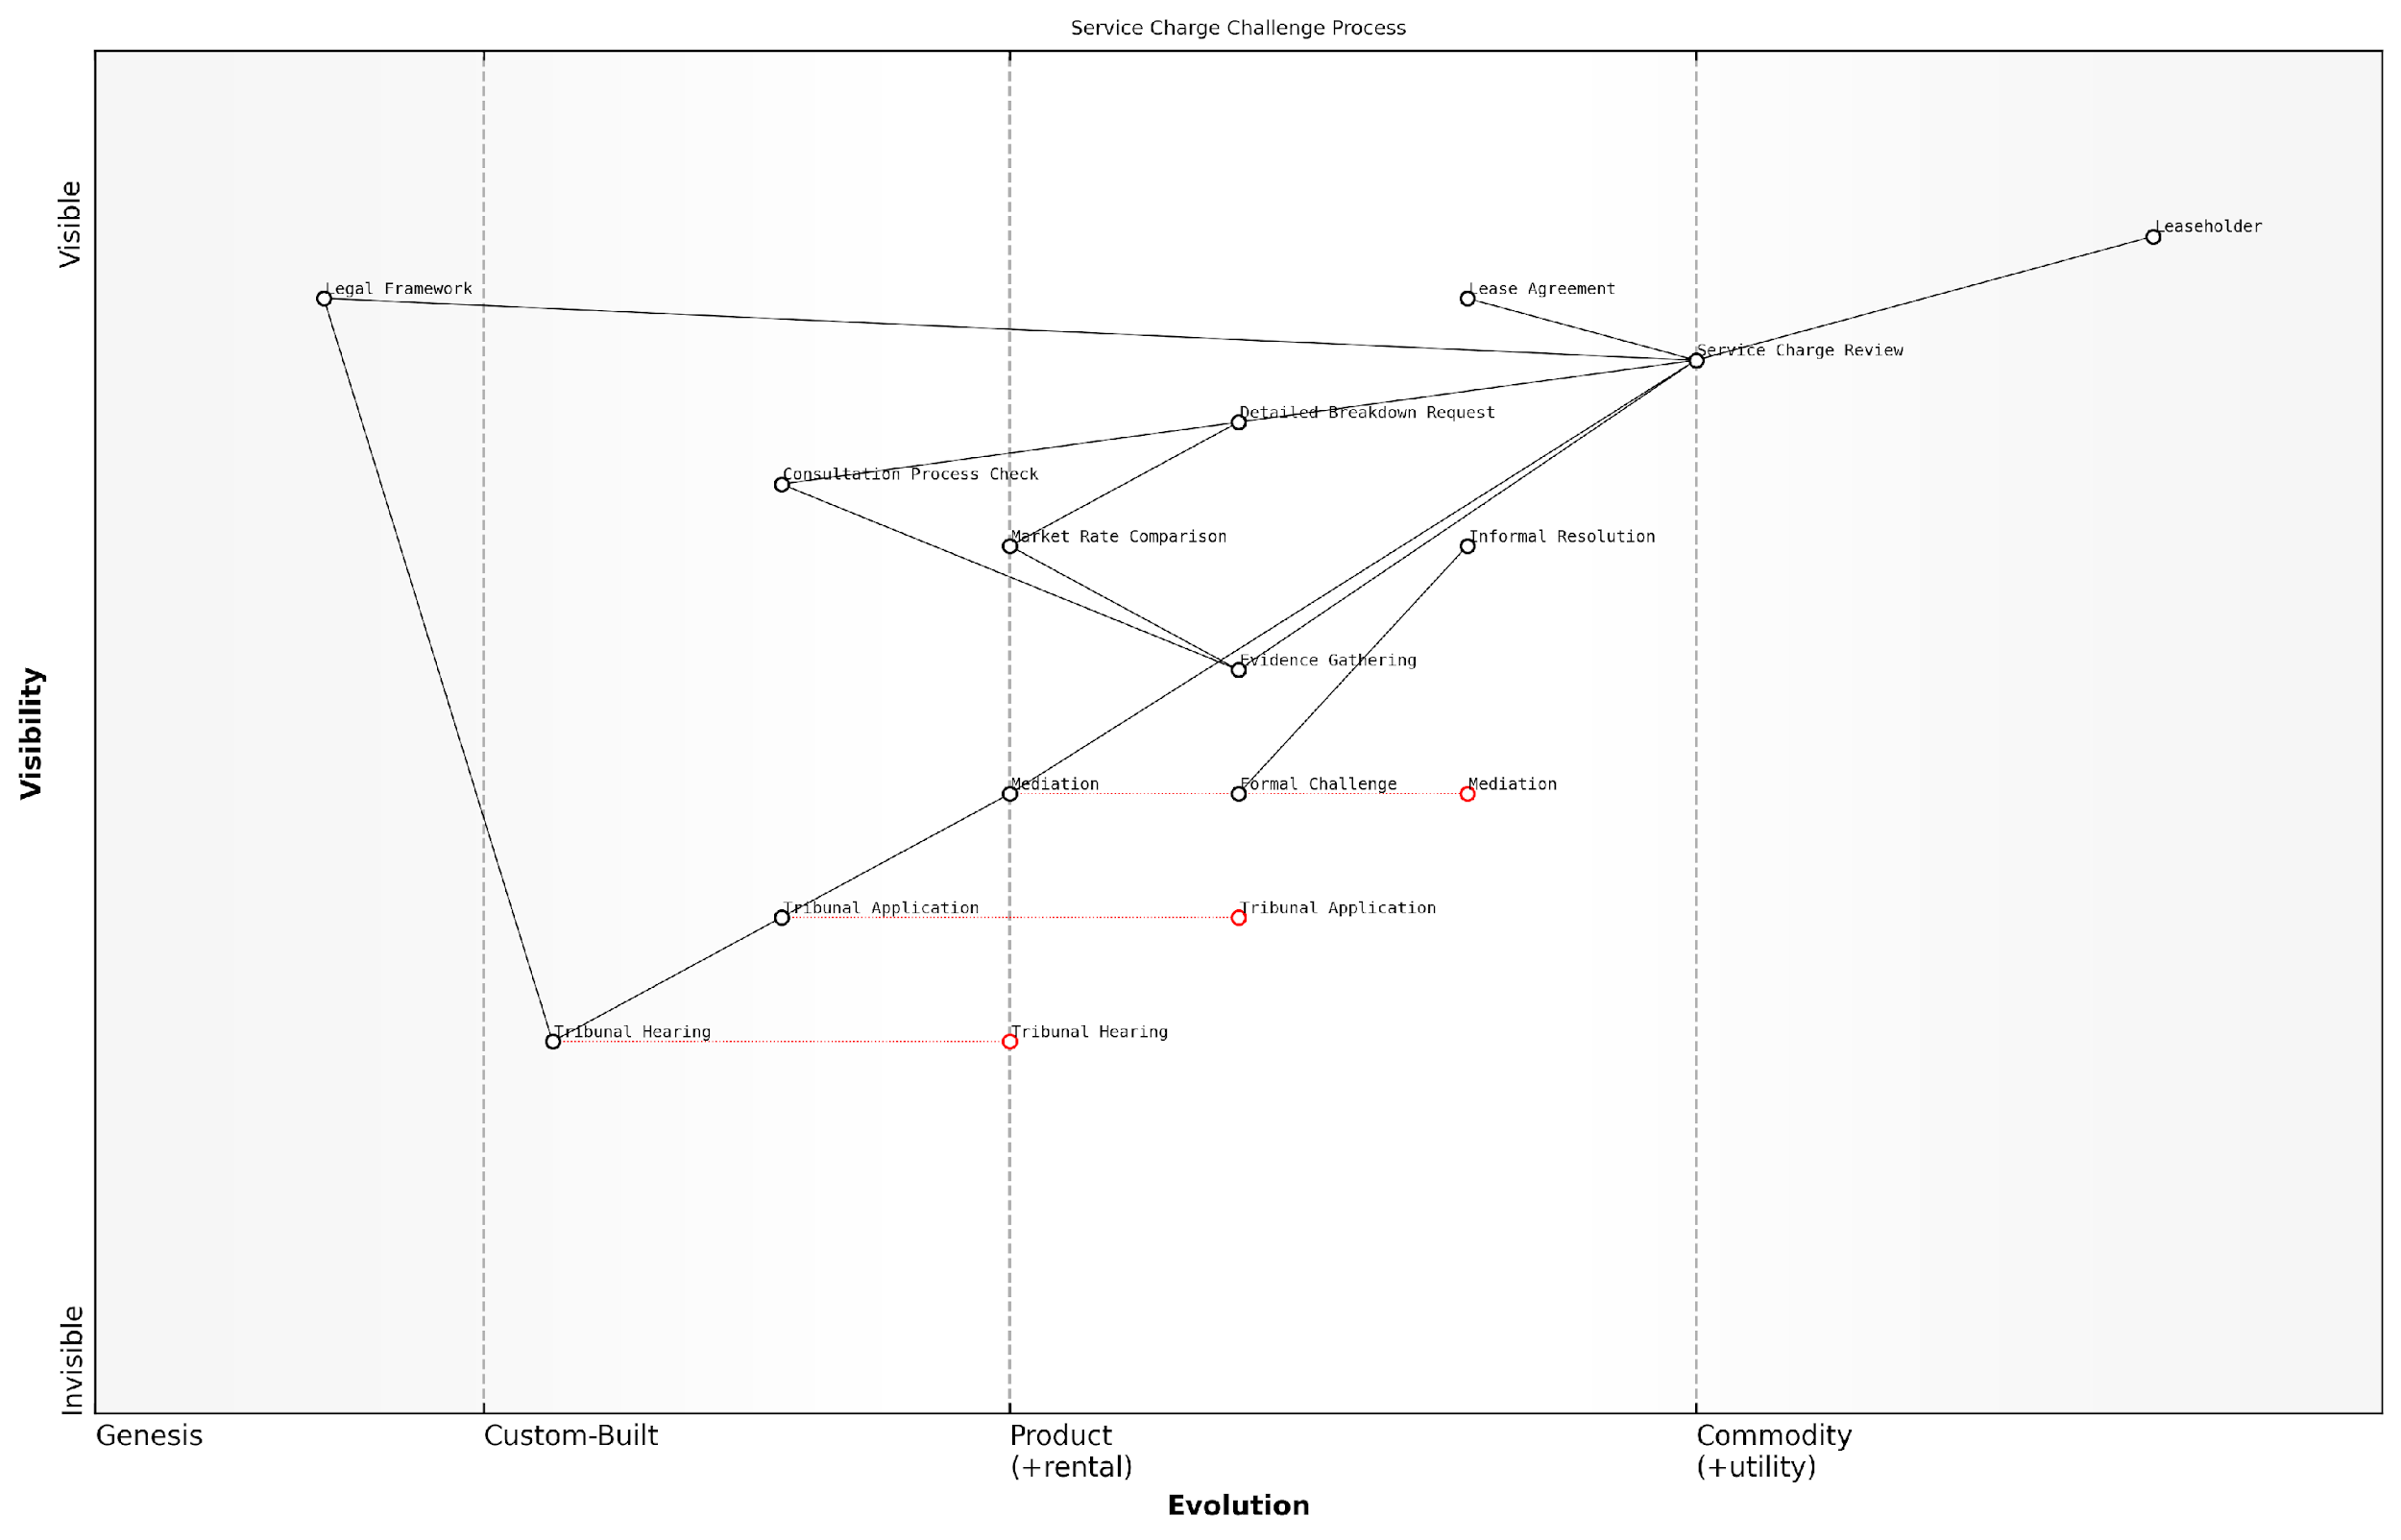 Service Charge Challenge Process
Visible
Leaseholder
Legal Framework
Lease Agreement
Service Charge Review
Detailed Breakdown Request
Consultation Process Check
Market Rate Comparison
Informal Resolution
Evidence Gathering
Visibility
Mediation
Formal Challenge
Mediation
Tribunal Application
Tribunal Application
Tribunal Hearing
Tribunal Hearing
Invisible
Genesis
Custom-Built
Product
(+rental)
Commodity
(+utility)
Evolution